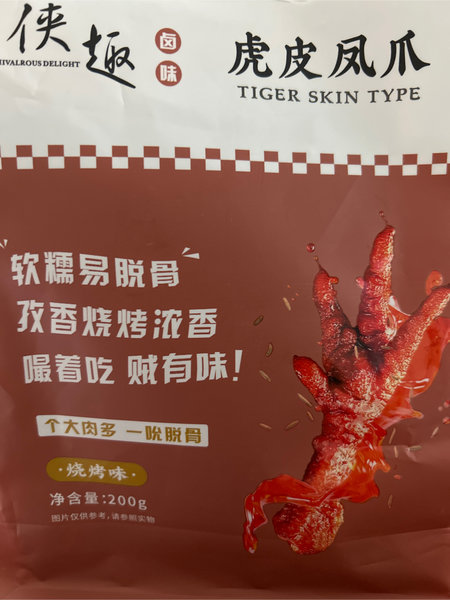 侠趣
卤味
HIVALROUS DELIGHT
虎皮凤爪
TIGER SKIN TYPE
软糯易脱骨
孜香烧烤浓香
嘬着吃 贼有味!
个大肉多 一吮脱骨
·烧烤味·
净含量:200g
图片仅供参考,请参照实物